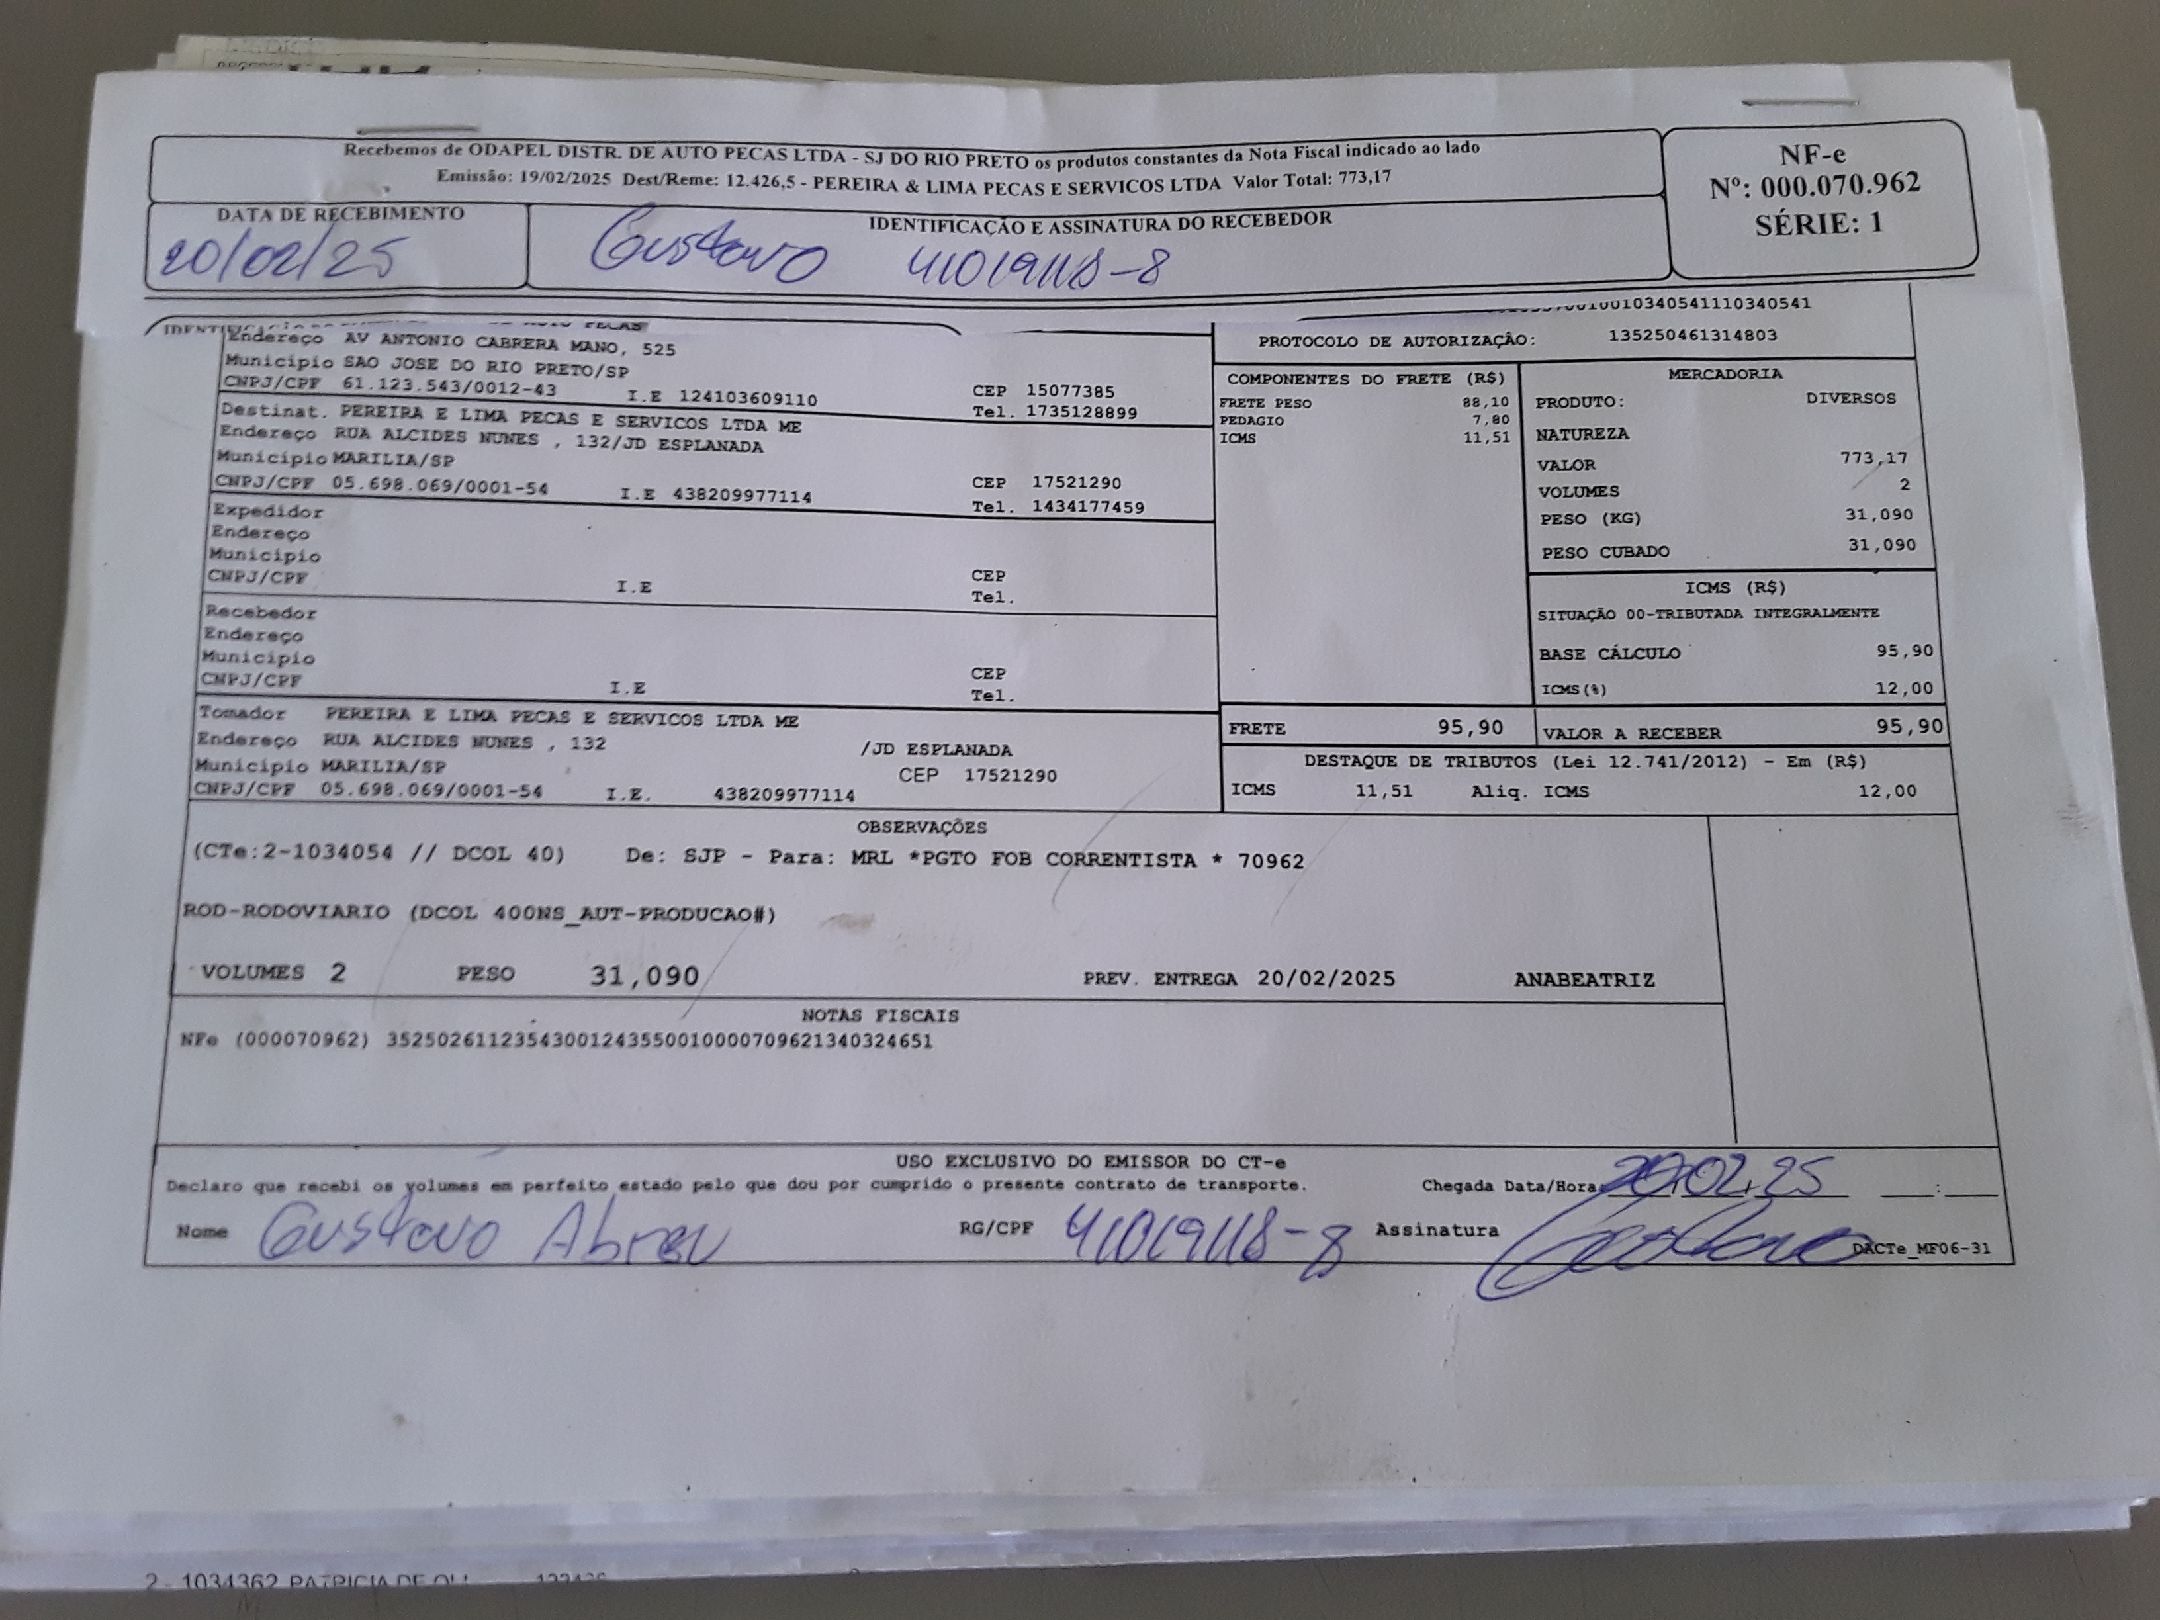 Recebemos de ODAPEL DISTR. DE AUTO PECAS LTDA - SJ DO RIO PRETO os produtos constantes da Nota Fiscal indicado ao lado
Emissão: 19/02/2025 Dest/Reme: 12.426,5 - PEREIRA & LIMA PECAS E SERVICOS LTDA Valor Total: 773,17
NF-e
Nº: 000.070.962
SÉRIE: 1
DATA DE RECEBIMENTO
20/02/25
IDENTIFICAÇÃO E ASSINATURA DO RECEBEDOR
Gustavo 41019118-8
AUTO PECAS
Endereço AV ANTONIO CABRERA MANO, 525
Municipio SAO JOSE DO RIO PRETO/SP
CNPJ/CPF 61.123.543/0012-43 I.E 124103609110 CEP 15077385
Tel. 1735128899
Destinat. PEREIRA E LIMA PECAS E SERVICOS LTDA ME
Endereço RUA ALCIDES NUNES , 132/JD ESPLANADA
Municipio MARILIA/SP
CNPJ/CPF 05.698.069/0001-54 I.E 438209977114 CEP 17521290
Tel. 1434177459
Expedidor
Endereço
Municipio
CNPJ/CPF I.E CEP
Tel.
Recebedor
Endereço
Municipio
CNPJ/CPF I.E CEP
Tel.
Tomador PEREIRA E LIMA PECAS E SERVICOS LTDA ME
Endereço RUA ALCIDES NUNES , 132 /JD ESPLANADA
Municipio MARILIA/SP CEP 17521290
CNPJ/CPF 05.698.069/0001-54 I.E. 438209977114
PROTOCOLO DE AUTORIZAÇÃO: 135250461314803
COMPONENTES DO FRETE (R$)
FRETE PESO 88,10
PEDAGIO 7,80
ICMS 11,51
MERCADORIA
PRODUTO: DIVERSOS
NATUREZA
VALOR 773,17
VOLUMES 2
PESO (KG) 31,090
PESO CUBADO 31,090
ICMS (R$)
SITUAÇÃO 00-TRIBUTADA INTEGRALMENTE
BASE CÁLCULO 95,90
ICMS(%) 12,00
FRETE 95,90 VALOR A RECEBER 95,90
DESTAQUE DE TRIBUTOS (Lei 12.741/2012) - Em (R$)
ICMS 11,51 Aliq. ICMS 12,00
OBSERVAÇÕES
(CTe:2-1034054 // DCOL 40) De: SJP - Para: MRL *PGTO FOB CORRENTISTA * 70962
ROD-RODOVIARIO (DCOL 400NS_AUT-PRODUCAO#)
VOLUMES 2 PESO 31,090 PREV. ENTREGA 20/02/2025 ANABEATRIZ
NOTAS FISCAIS
NFe (000070962) 35250261123543001243550010000709621340324651
USO EXCLUSIVO DO EMISSOR DO CT-e
Declaro que recebi os volumes em perfeito estado pelo que dou por cumprido o presente contrato de transporte. Chegada Data/Hora 20.02.25 ___:___
Nome Gustavo Abreu RG/CPF 41019118-8 Assinatura Gustavo
DACTe_MF06-31
2 - 1034362 PATRICIA DE